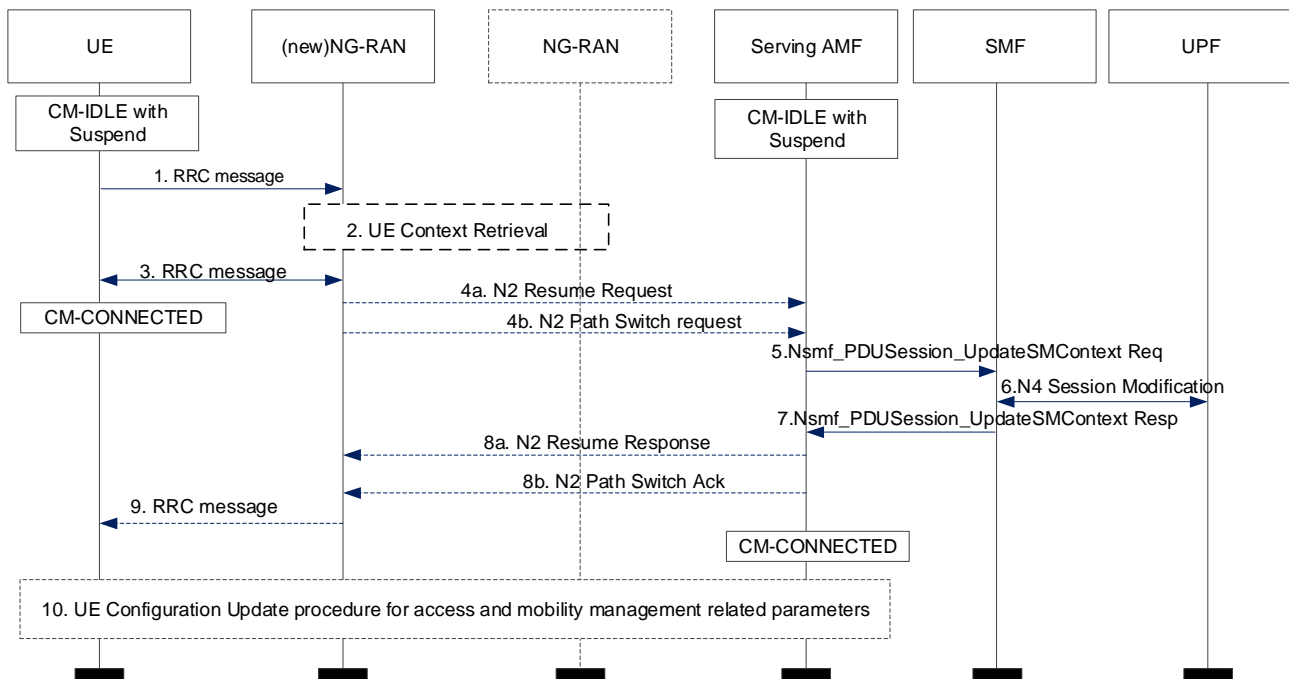 UE
(new)NG-RAN
NG-RAN
Serving AMF
SMF
UPF
CM-IDLE with
Suspend
CM-IDLE with
Suspend
1. RRC message
2. UE Context Retrieval
3. RRC message
4a. N2 Resume Request
CM-CONNECTED
4b. N2 Path Switch request
5.Nsmf_PDUSession_UpdateSMContext Req
6.N4 Session Modification
7.Nsmf_PDUSession_UpdateSMContext Resp
8a. N2 Resume Response
8b. N2 Path Switch Ack
9. RRC message
CM-CONNECTED
10. UE Configuration Update procedure for access and mobility management related parameters